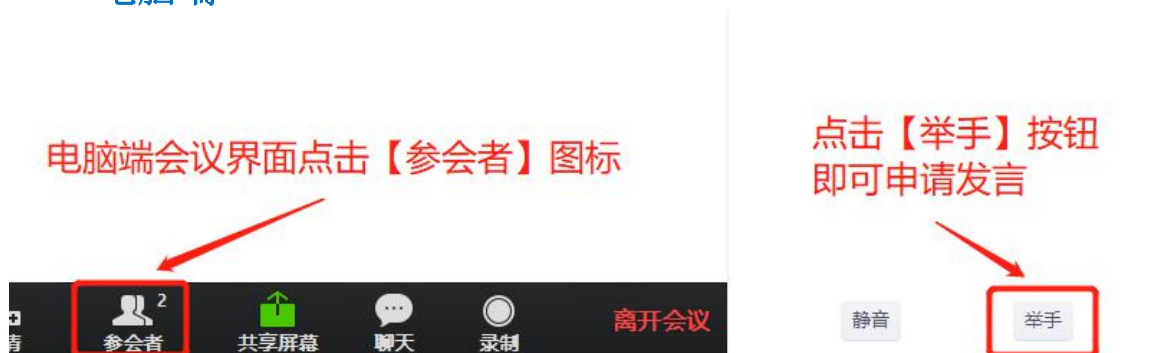 电脑端会议界面点击【参会者】图标
点击【举手】按钮
即可申请发言
2
参会者
共享屏幕
聊天
录制
离开会议
静音
举手